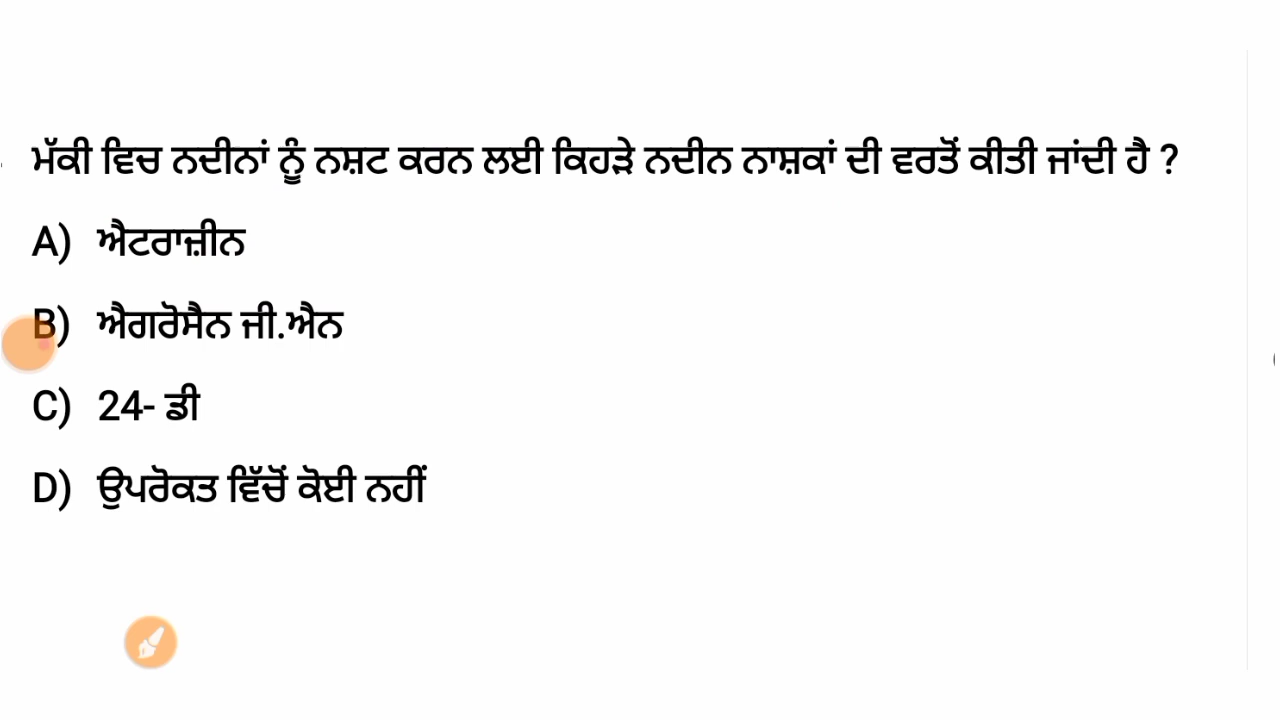 ਮੱਕੀ ਵਿਚ ਨਦੀਨਾਂ ਨੂੰ ਨਸ਼ਟ ਕਰਨ ਲਈ ਕਿਹੜੇ ਨਦੀਨ ਨਾਸ਼ਕਾਂ ਦੀ ਵਰਤੋਂ ਕੀਤੀ ਜਾਂਦੀ ਹੈ ?
A) ਐਟਰਾਜ਼ੀਨ
B) ਐਗਰੋਸੈਨ ਜੀ.ਐਨ
C) 24- ਡੀ
D) ਉਪਰੋਕਤ ਵਿੱਚੋਂ ਕੋਈ ਨਹੀਂ